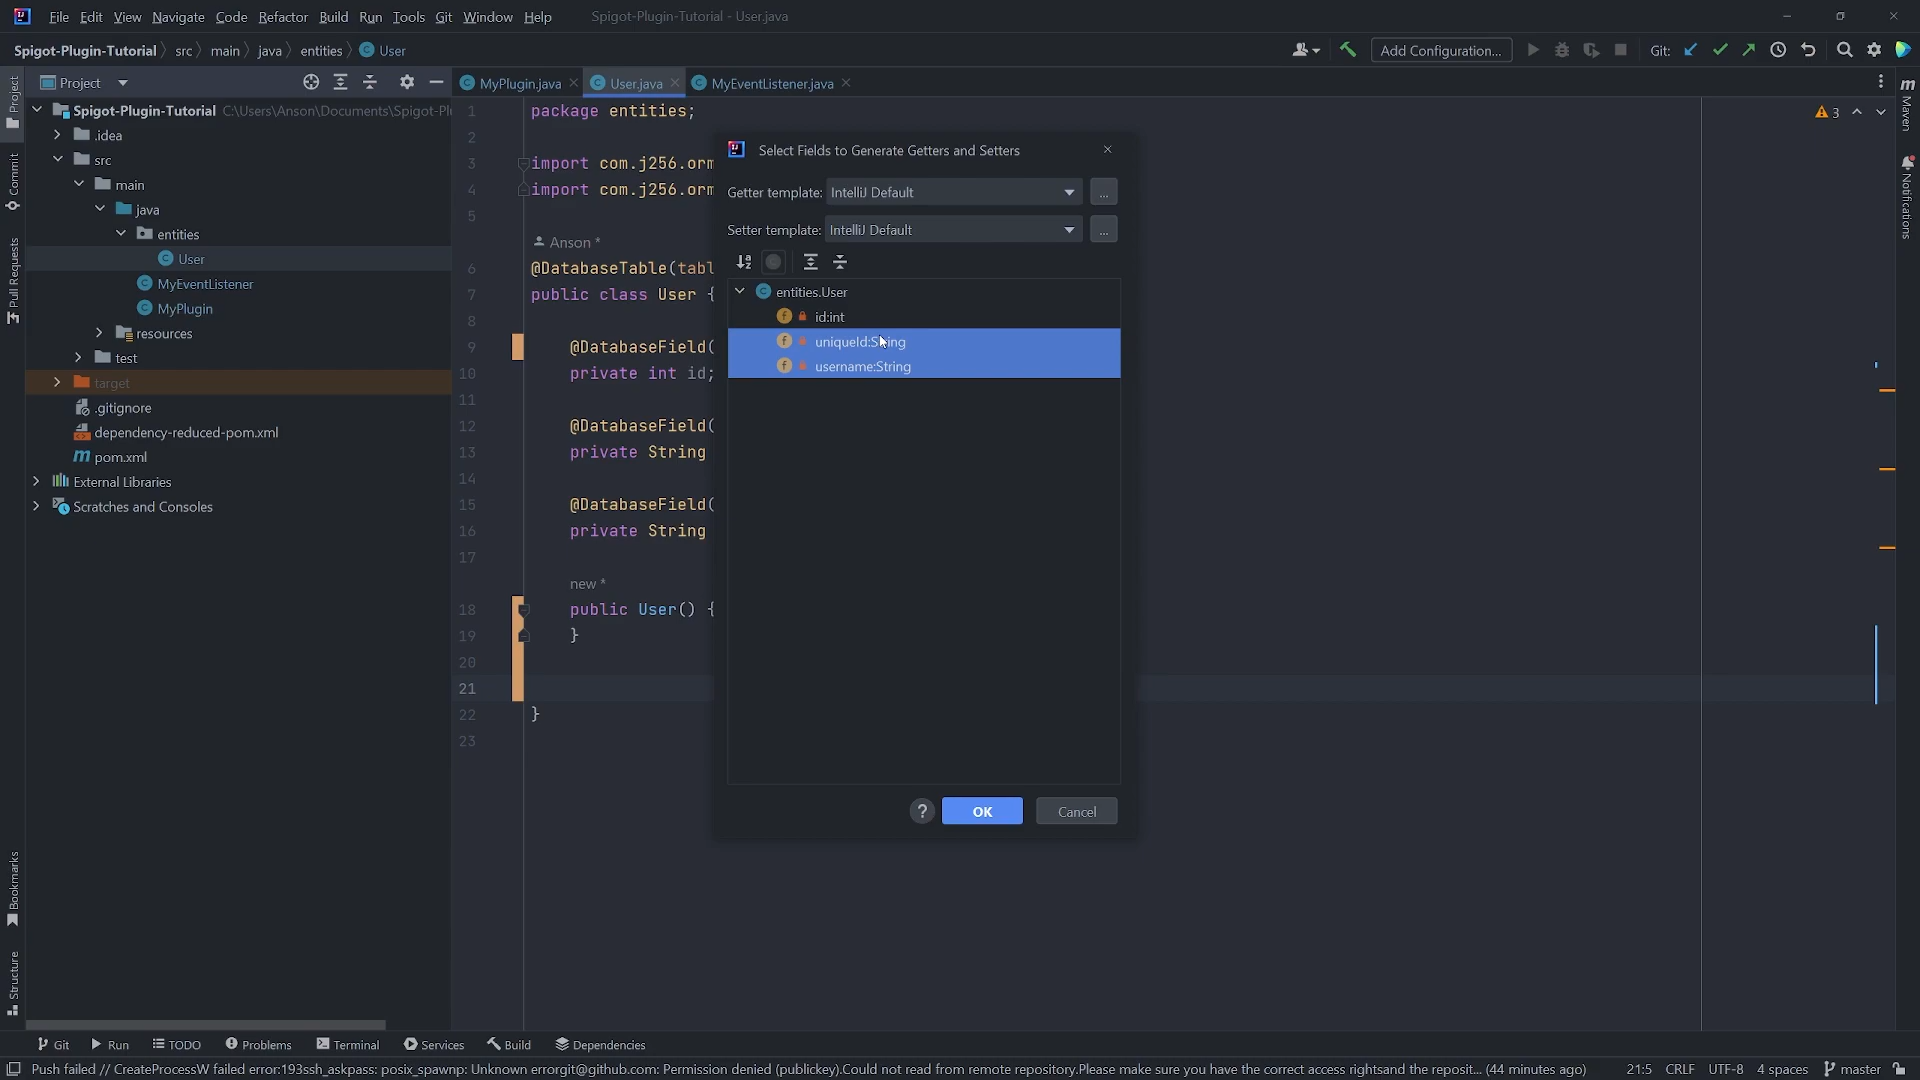 File Edit View Navigate Code Refactor Build Run Tools Git Window Help Spigot-Plugin-Tutorial - User.java
Spigot-Plugin-Tutorial src main java entities User
Add Configuration... Git:
Project
MyPlugin.java User.java MyEventListener.java
Spigot-Plugin-Tutorial C:\Users\Anson\Documents\Spigot-Pl
.idea
src
main
java
entities
User
MyEventListener
MyPlugin
resources
test
target
.gitignore
dependency-reduced-pom.xml
pom.xml
External Libraries
Scratches and Consoles
Project
Commit
Pull Requests
Bookmarks
Structure
1 package entities;
2
3 import com.j256.orm
4 import com.j256.orm
5
Anson *
6 @DatabaseTable(tabl
7 public class User {
8
9 @DatabaseField(
10 private int id;
11
12 @DatabaseField(
13 private String
14
15 @DatabaseField(
16 private String
17
new *
18 public User() {
19 }
20
21
22 }
23
3
Select Fields to Generate Getters and Setters
Getter template: IntelliJ Default ...
Setter template: IntelliJ Default ...
entities.User
id:int
uniqueId:String
username:String
? OK Cancel
Maven
Notifications
Git Run TODO Problems Terminal Services Build Dependencies
Push failed // CreateProcessW failed error:193ssh_askpass: posix_spawnp: Unknown errorgit@github.com: Permission denied (publickey).Could not read from remote repository.Please make sure you have the correct access rightsand the reposit... (44 minutes ago) 21:5 CRLF UTF-8 4 spaces master